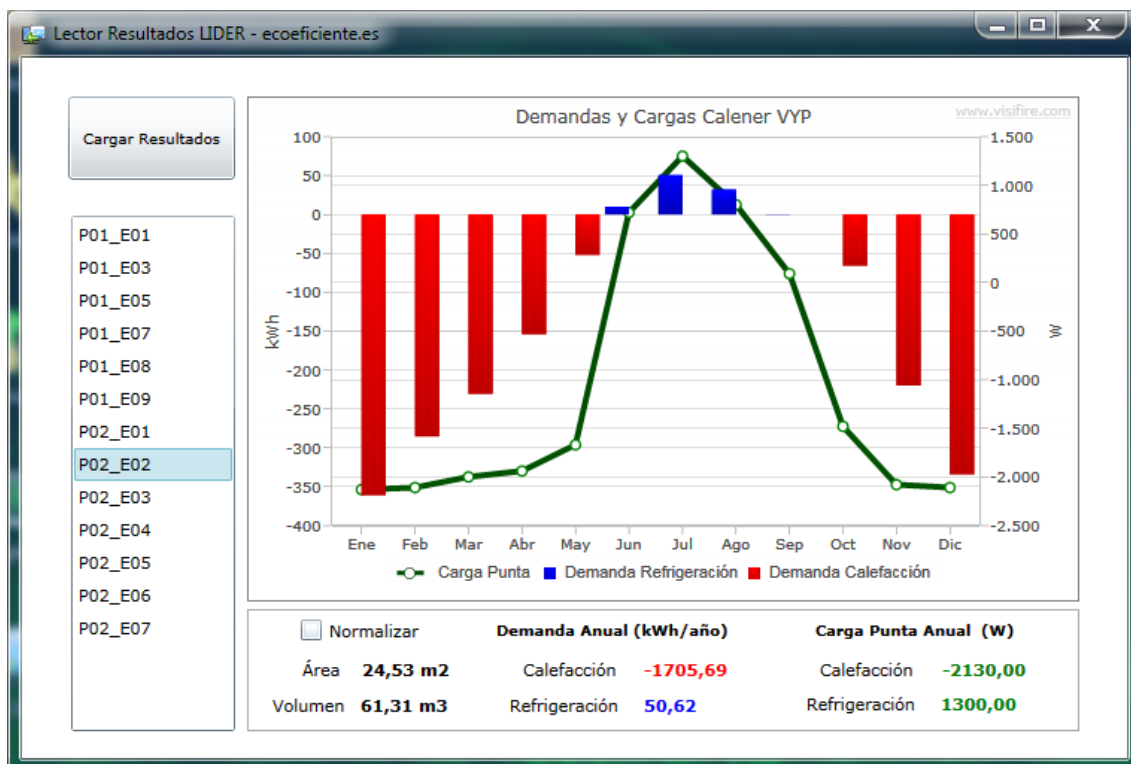 Lector Resultados LIDER - ecoeficiente.es
Cargar Resultados
P01_E01
P01_E03
P01_E05
P01_E07
P01_E08
P01_E09
P02_E01
P02_E02
P02_E03
P02_E04
P02_E05
P02_E06
P02_E07
Demandas y Cargas Calener VYP
www.visifire.com
kWh
100
50
0
-50
-100
-150
-200
-250
-300
-350
-400
1.500
1.000
500
0
-500
-1.000
-1.500
-2.000
-2.500
W
Ene Feb Mar Abr May Jun Jul Ago Sep Oct Nov Dic
Carga Punta Demanda Refrigeración Demanda Calefacción
Normalizar Demanda Anual (kWh/año) Carga Punta Anual (W)
Área 24,53 m2 Calefacción -1705,69 Calefacción -2130,00
Volumen 61,31 m3 Refrigeración 50,62 Refrigeración 1300,00